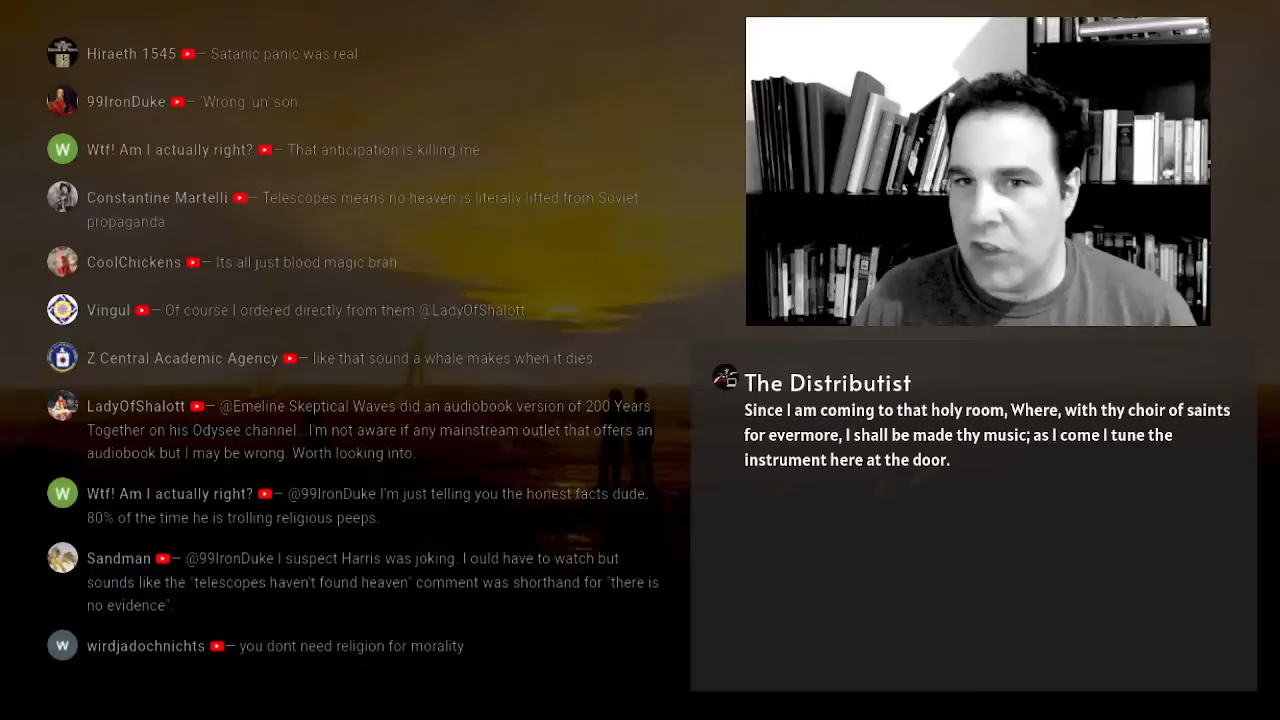 Hiraeth 1545 — Satanic panic was real
99IronDuke — 'Wrong 'un' son.
W
Wtf! Am I actually right? — That anticipation is killing me
Constantine Martelli — Telescopes means no heaven is literally lifted from Soviet
propaganda
CoolChickens — Its all just blood magic brah
Vingul — Of course I ordered directly from them @LadyOfShalott
Z Central Academic Agency — like that sound a whale makes when it dies.
LadyOfShalott — @Emeline Skeptical Waves did an audiobook version of 200 Years
Together on his Odysee channel...I'm not aware if any mainstream outlet that offers an
audiobook but I may be wrong. Worth looking into.
W
Wtf! Am I actually right? — @99IronDuke I'm just telling you the honest facts dude,
80% of the time he is trolling religious peeps.
Sandman — @99IronDuke I suspect Harris was joking. I ould have to watch but
sounds like the "telescopes haven't found heaven" comment was shorthand for "there is
no evidence".
w
wirdjadochnichts — you dont need religion for morality
The Distributist
Since I am coming to that holy room, Where, with thy choir of saints
for evermore, I shall be made thy music; as I come I tune the
instrument here at the door.